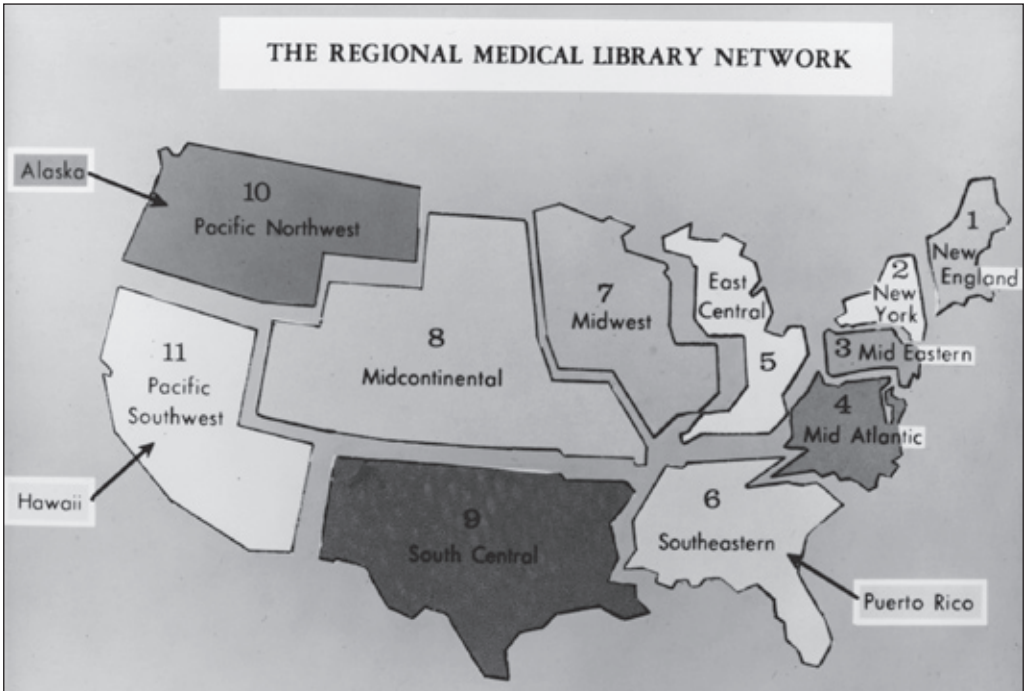 THE REGIONAL MEDICAL LIBRARY NETWORK
Alaska
10
Pacific Northwest
1
New
England
2
New
York
East
Central
5
7
Midwest
3 Mid Eastern
8
Midcontinental
11
Pacific
Southwest
4
Mid Atlantic
Hawaii
9
South Central
6
Southeastern
Puerto Rico